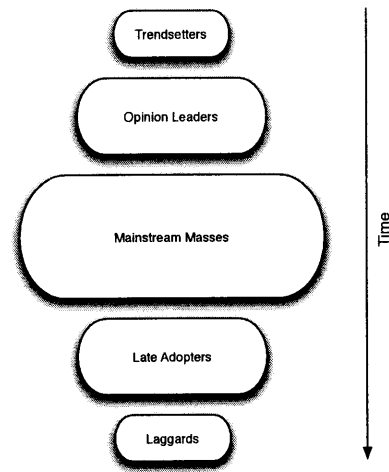 Trendsetters
Opinion Leaders
Mainstream Masses
Time
Late Adopters
Laggards